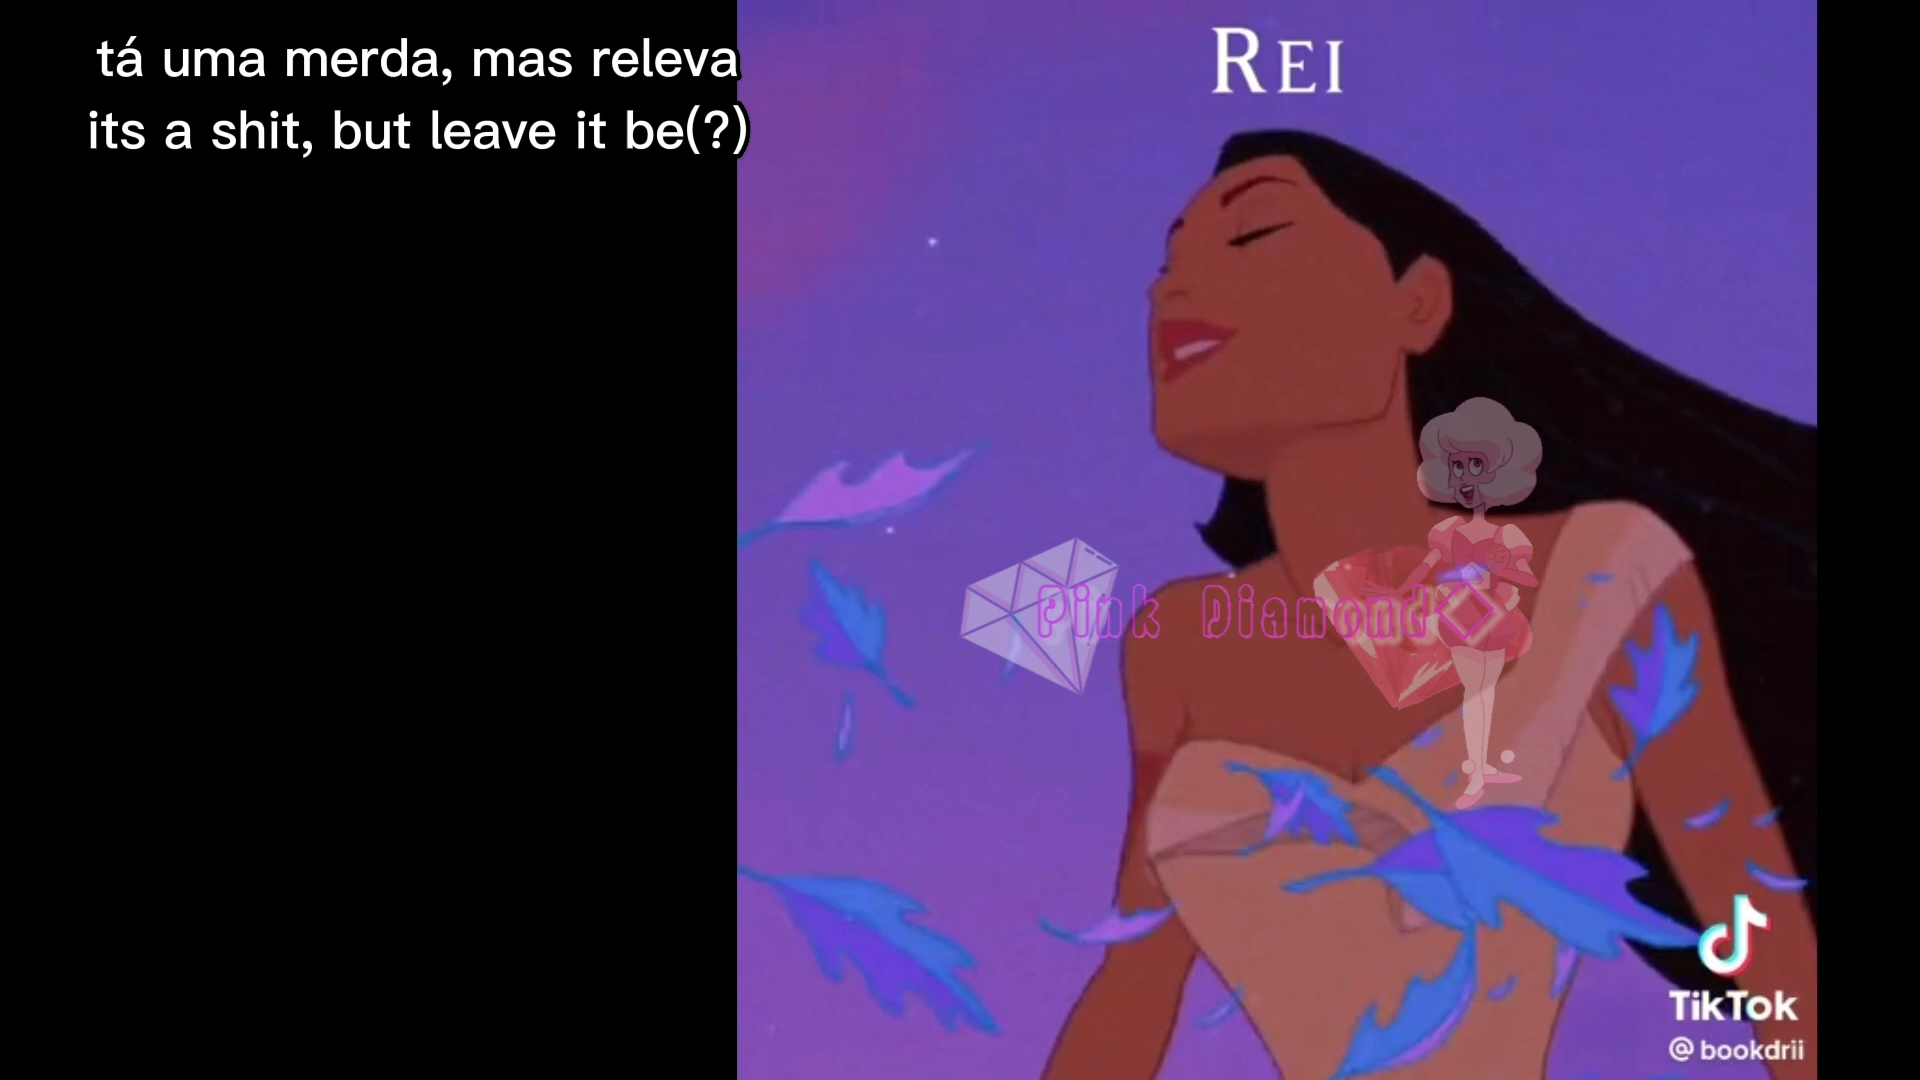 tá uma merda, mas releva
its a shit, but leave it be(?)
REI
Pink Diamond
TikTok
@bookdrii